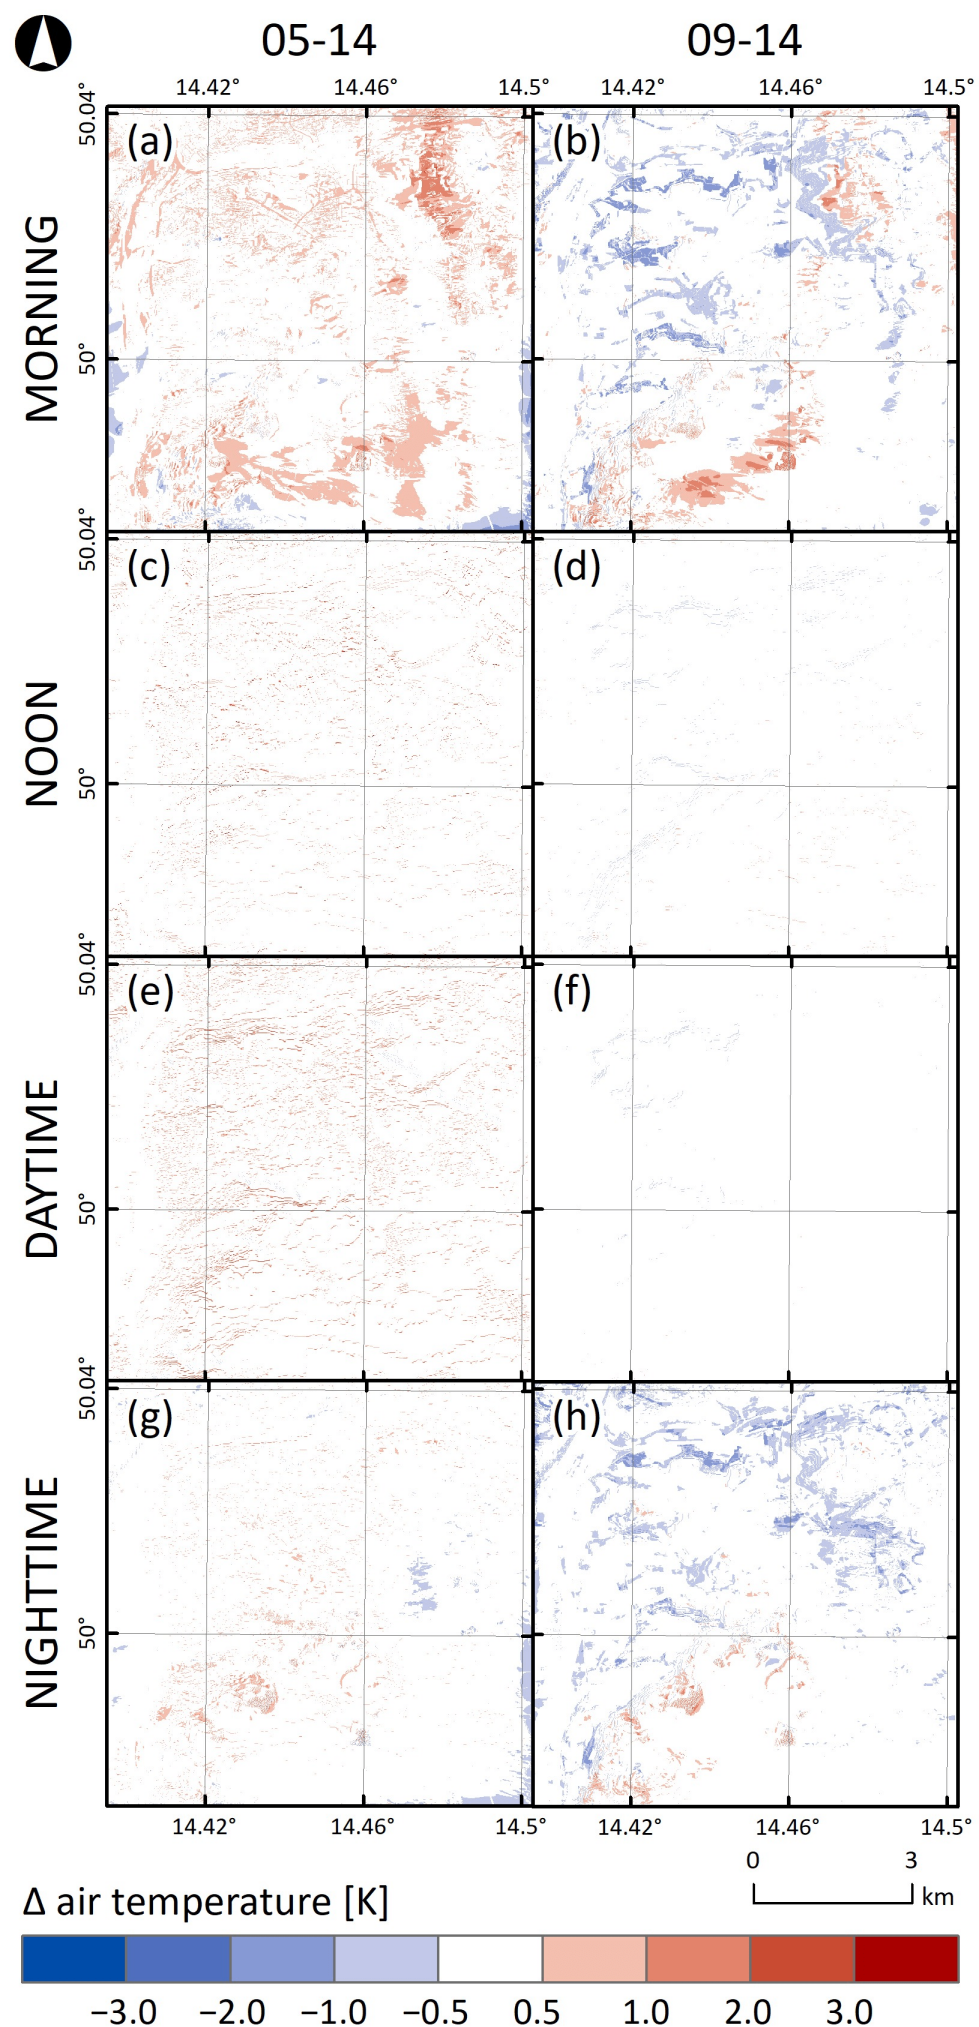 05-14 09-14
14.42° 14.46° 14.5° 14.42° 14.46° 14.5°
50.04°
(a) (b)
MORNING
50°
50.04°
(c) (d)
NOON
50°
50.04°
(e) (f)
DAYTIME
50°
50.04°
(g) (h)
NIGHTTIME
50°
14.42° 14.46° 14.5° 14.42° 14.46° 14.5°
0 3
km
Δ air temperature [K]
−3.0 −2.0 −1.0 −0.5 0.5 1.0 2.0 3.0